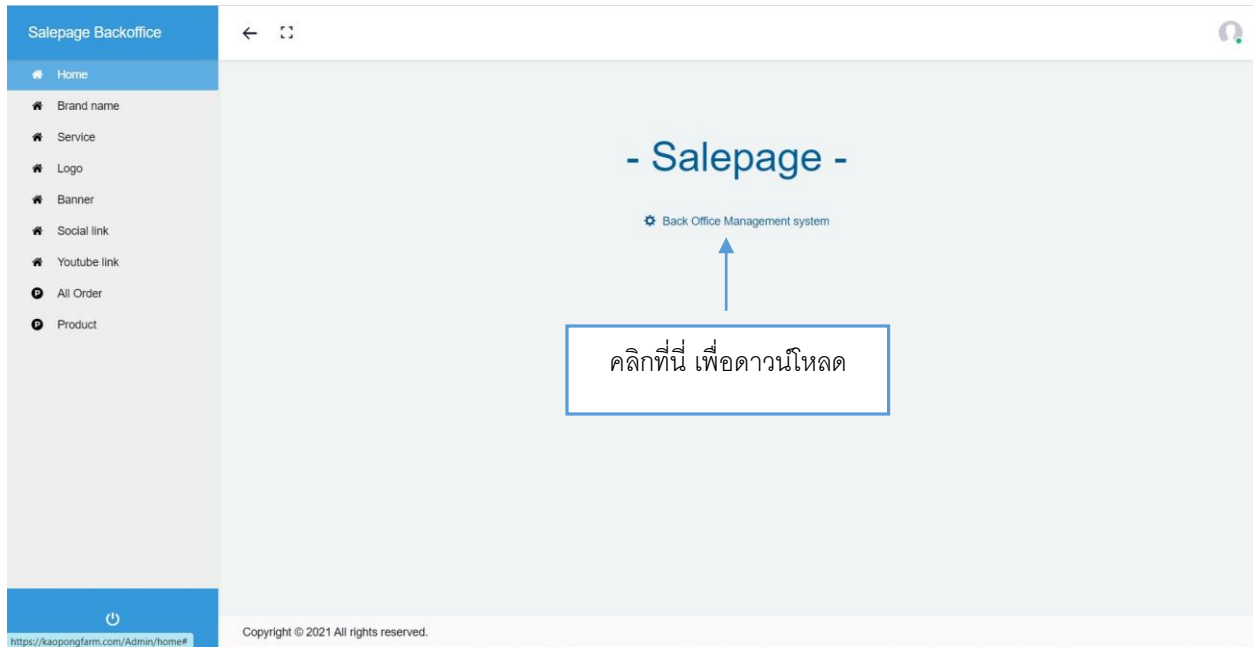 Salepage Backoffice
Home
Brand name
Service
Logo
Banner
Social link
Youtube link
All Order
Product
- Salepage -
Back Office Management system
คลิกที่นี่ เพื่อดาวน์โหลด
Copyright © 2021 All rights reserved.
https://kaopongfarm.com/Admin/home#